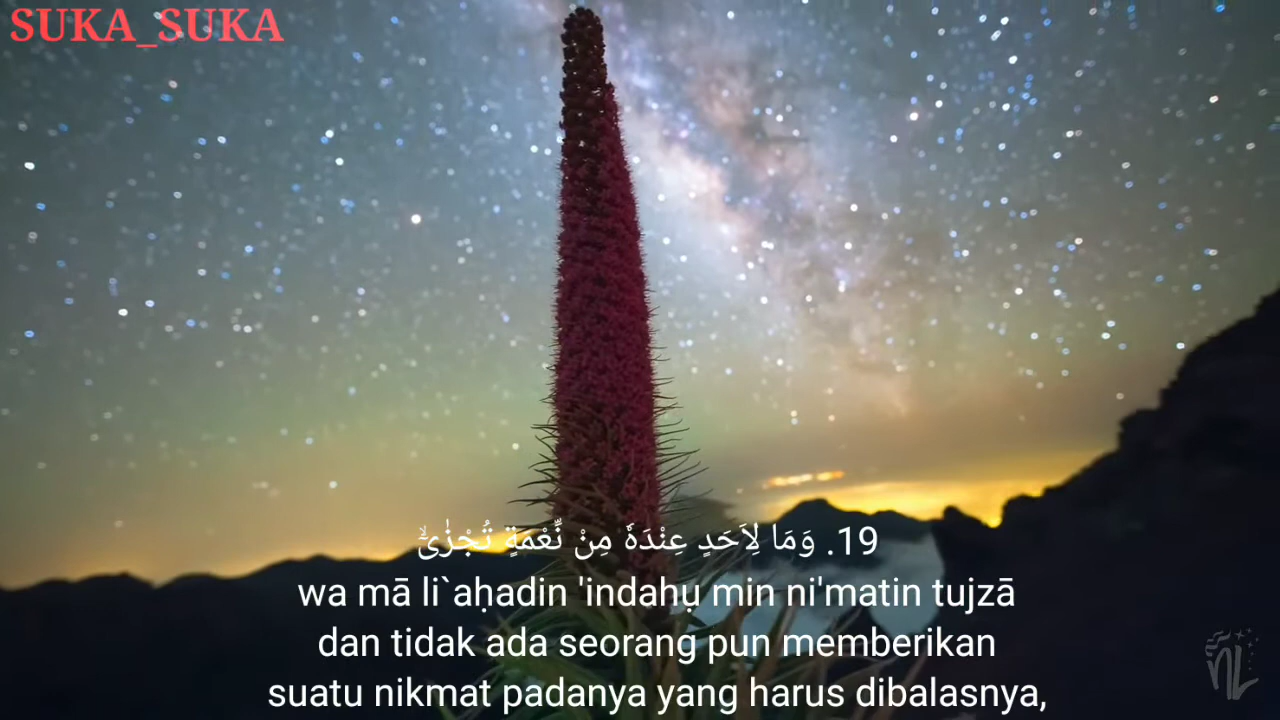 SUKA_SUKA
19. وَمَا لِاَحَدٍ عِنْدَهٗ مِنْ نِّعْمَةٍ تُجْزٰىٓۙ
wa mā li`aḥadin 'indahụ min ni'matin tujzā
dan tidak ada seorang pun memberikan
suatu nikmat padanya yang harus dibalasnya,